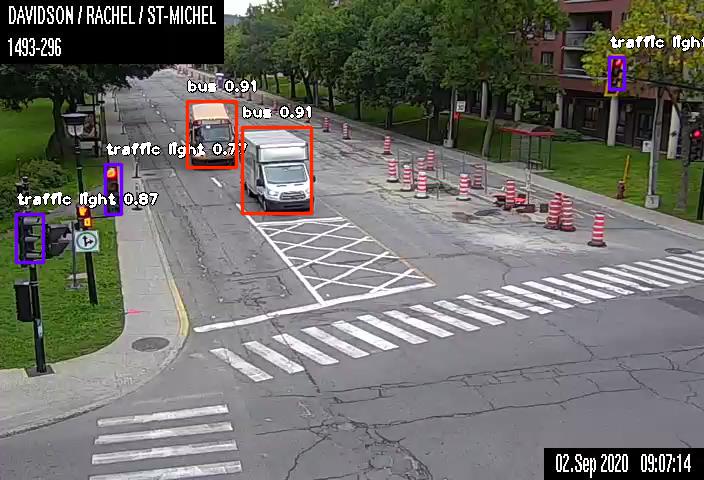 DAVIDSON / RACHEL / ST-MICHEL
1493-296
traffic light
bus 0.91
bus 0.91
traffic light 0.77
traffic light 0.87
02.Sep 2020 09:07:14